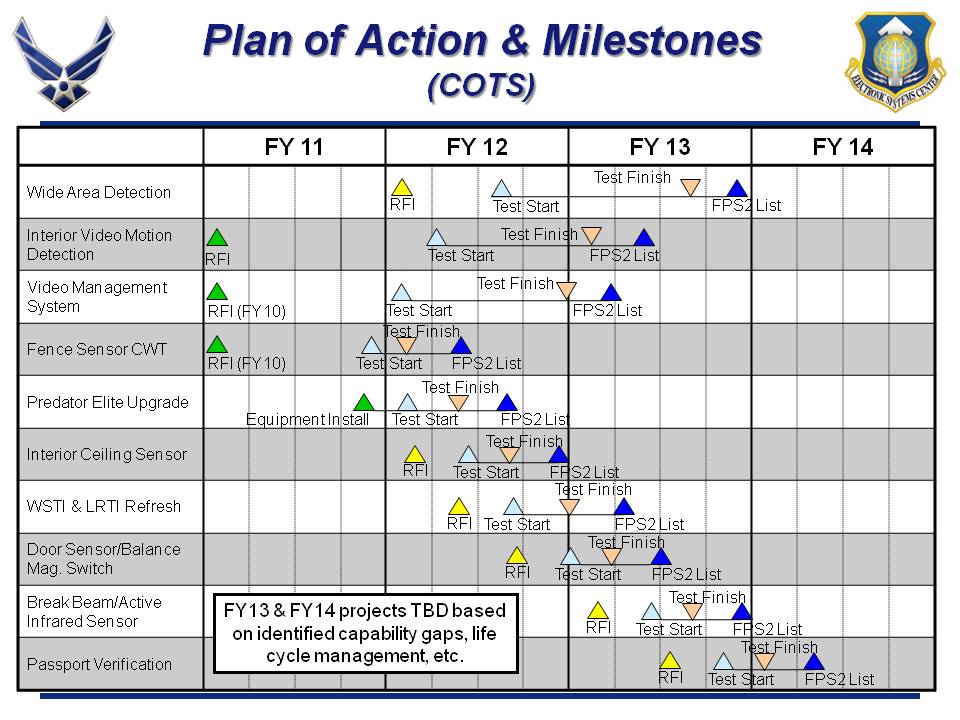 Plan of Action & Milestones
(COTS)
ELECTRONIC SYSTEMS CENTER
FY 11 FY 12 FY 13 FY 14
Wide Area Detection
RFI Test Start Test Finish FPS2 List
Interior Video Motion
Detection
RFI Test Start Test Finish FPS2 List
Video Management
System
RFI (FY10) Test Start Test Finish FPS2 List
Fence Sensor CWT
RFI (FY10) Test Start Test Finish FPS2 List
Predator Elite Upgrade
Equipment Install Test Start Test Finish FPS2 List
Interior Ceiling Sensor
RFI Test Start Test Finish FPS2 List
WSTI & LRTI Refresh
RFI Test Start Test Finish FPS2 List
Door Sensor/Balance
Mag. Switch
RFI Test Start Test Finish FPS2 List
Break Beam/Active
Infrared Sensor
RFI Test Start Test Finish FPS2 List
Passport Verification
RFI Test Start Test Finish FPS2 List
FY13 & FY14 projects TBD based
on identified capability gaps, life
cycle management, etc.